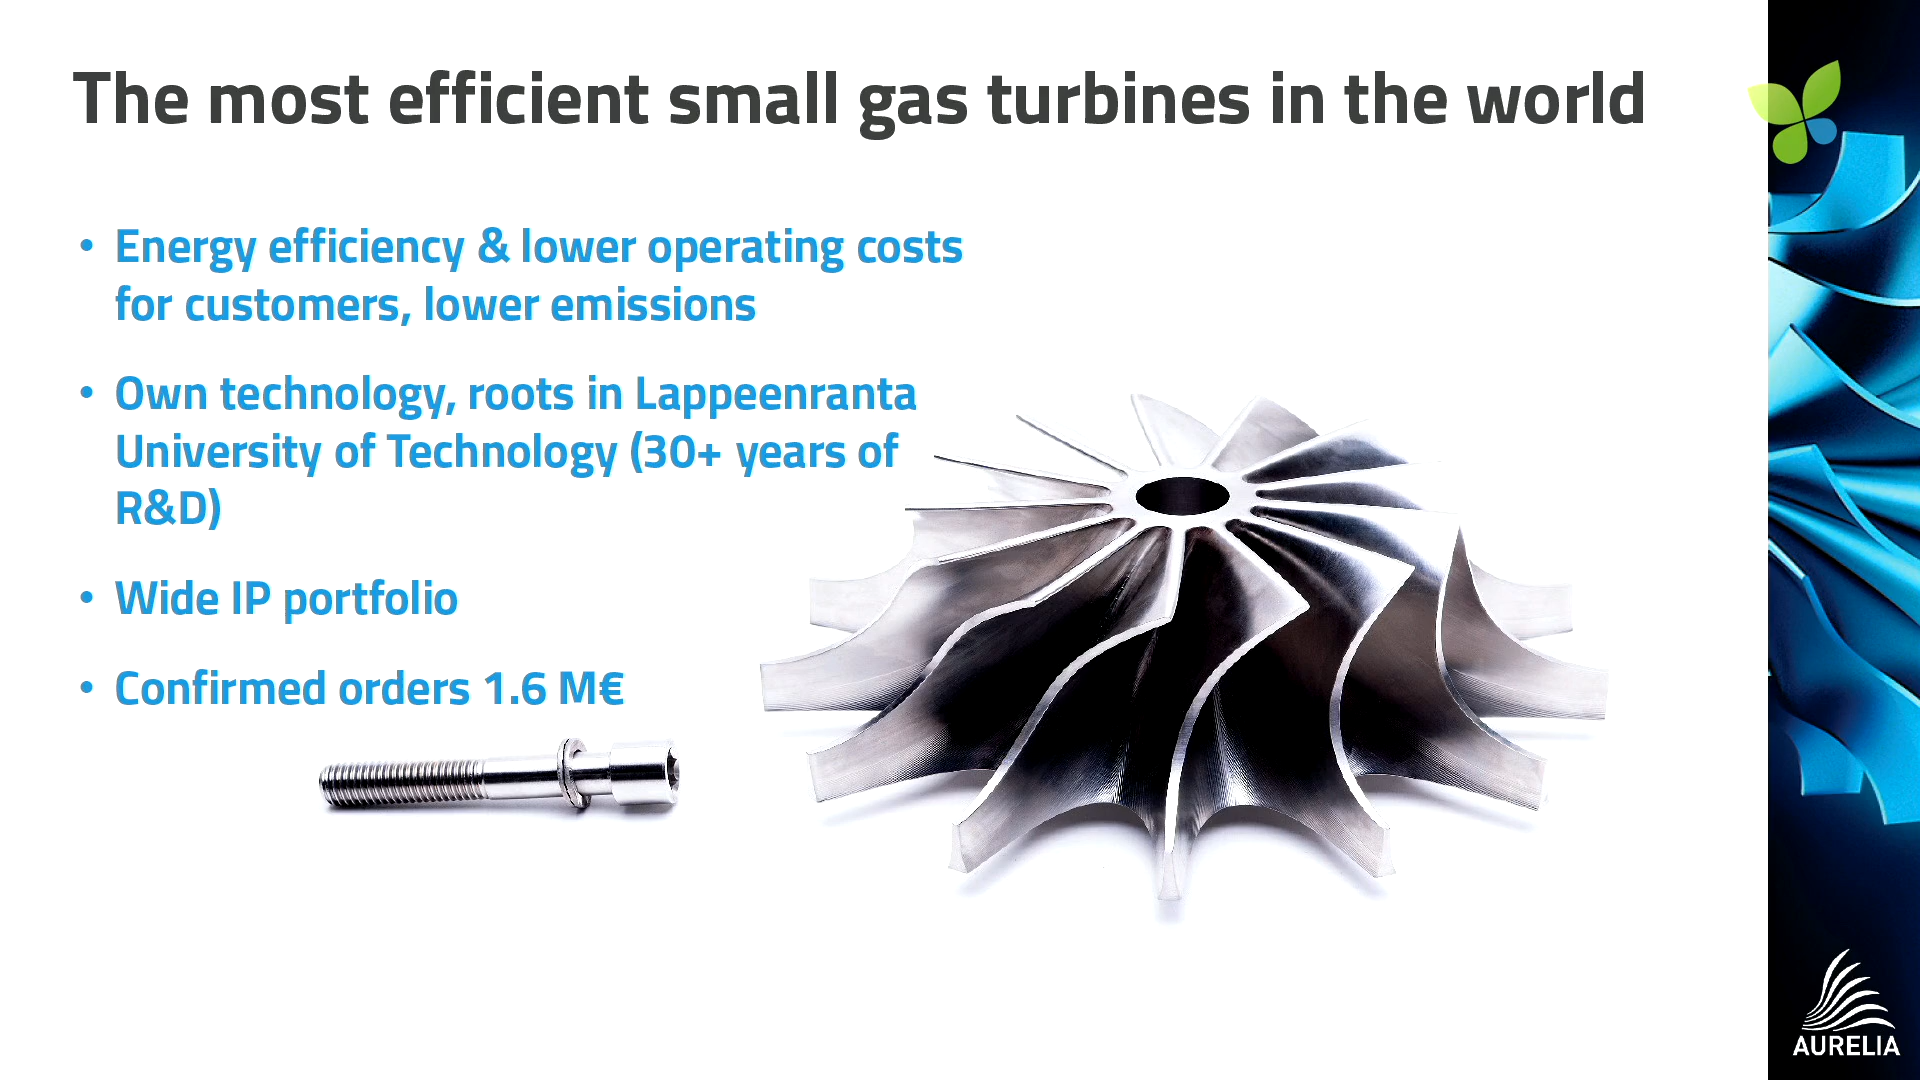 The most efficient small gas turbines in the world
• Energy efficiency & lower operating costs
for customers, lower emissions
• Own technology, roots in Lappeenranta
University of Technology (30+ years of
R&D)
• Wide IP portfolio
• Confirmed orders 1.6 M€
AURELIA